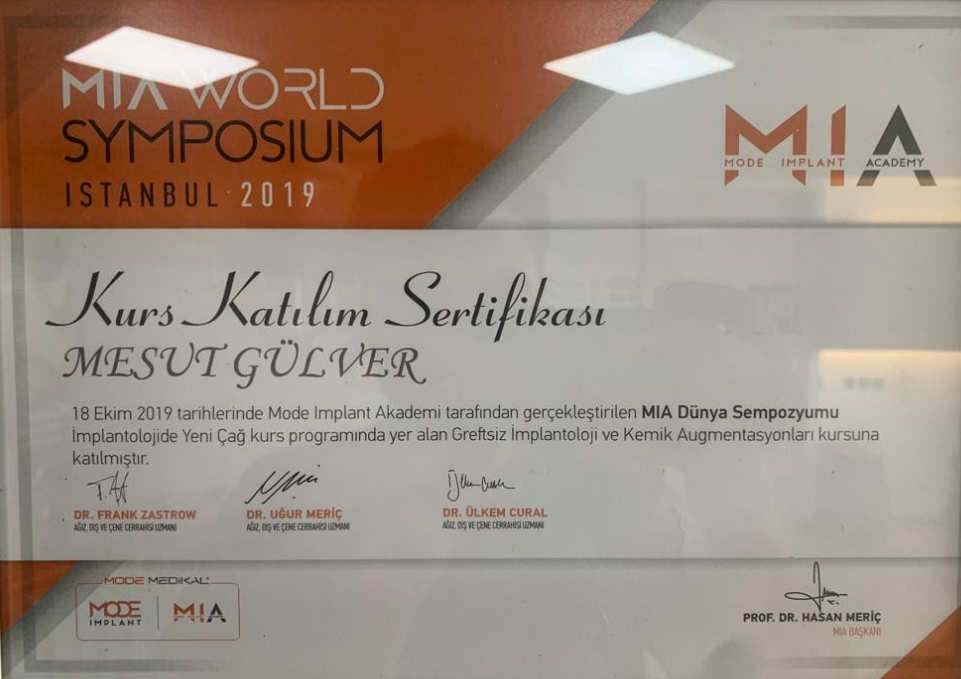 MIA WORLD
SYMPOSIUM
ISTANBUL 2019
MIA
MODE IMPLANT ACADEMY
Kurs Katılım Sertifikası
MESUT GÜLVER
18 Ekim 2019 tarihlerinde Mode Implant Akademi tarafından gerçekleştirilen MIA Dünya Sempozyumu
İmplantolojide Yeni Çağ kurs programında yer alan Greftsiz İmplantoloji ve Kemik Augmentasyonları kursuna
katılmıştır.
DR. FRANK ZASTROW
AĞIZ, DİŞ VE ÇENE CERRAHİSİ UZMANI
DR. UĞUR MERİÇ
AĞIZ, DİŞ VE ÇENE CERRAHİSİ UZMANI
DR. ÜLKEM CURAL
AĞIZ, DİŞ VE ÇENE CERRAHİSİ UZMANI
MODE MEDİKAL
MODE
IMPLANT
MIA
PROF. DR. HASAN MERİÇ
MIA BAŞKANI